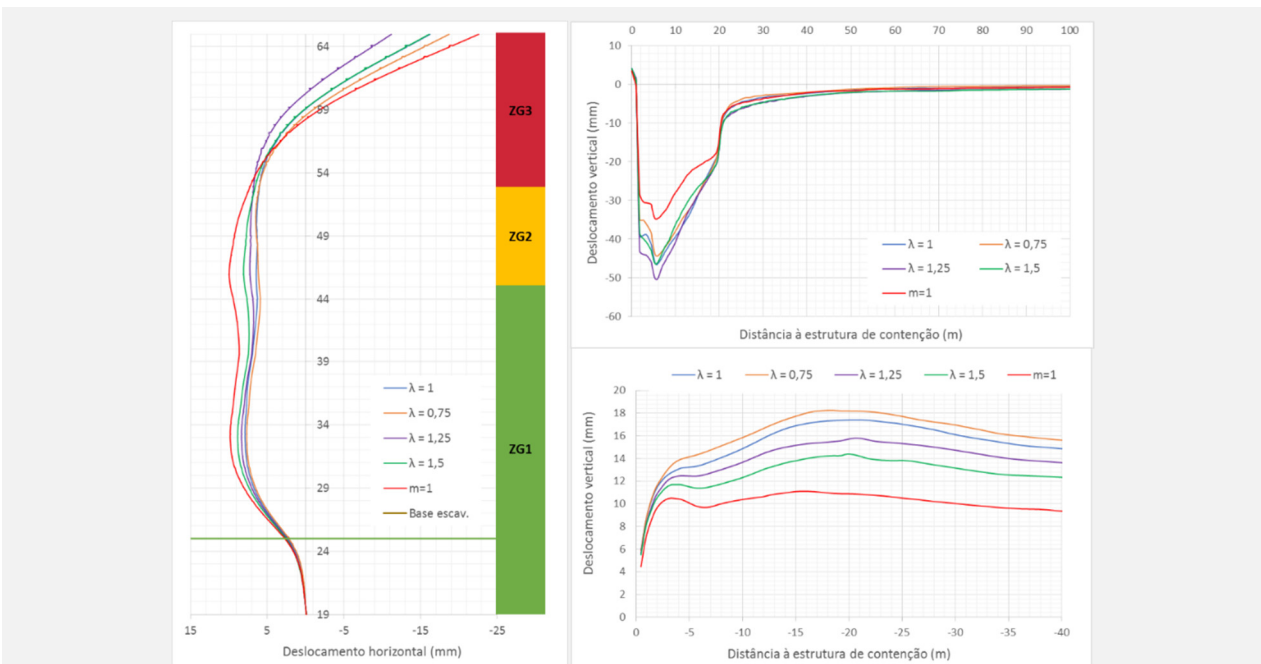 64
59
54
49
44
39
34
29
24
19
ZG3
ZG2
ZG1
λ = 1
λ = 0,75
λ = 1,25
λ = 1,5
m=1
Base escav.
15 5 -5 -15 -25
Deslocamento horizontal (mm)
0 10 20 30 40 50 60 70 80 90 100
10
0
-10
-20
-30
-40
-50
-60
Deslocamento vertical (mm)
λ = 1 λ = 0,75
λ = 1,25 λ = 1,5
m=1
Distância à estrutura de contenção (m)
λ = 1 λ = 0,75 λ = 1,25 λ = 1,5 m=1
20
18
16
14
12
10
8
6
4
2
0
Deslocamento vertical (mm)
0 -5 -10 -15 -20 -25 -30 -35 -40
Distância à estrutura de contenção (m)